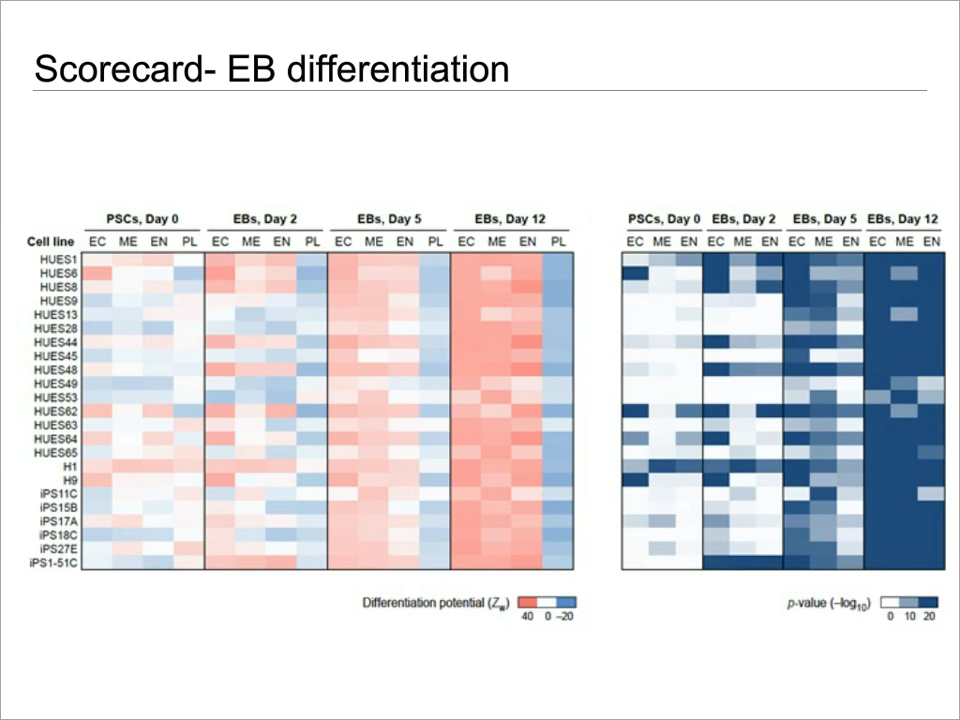 Scorecard- EB differentiation
PSCs, Day 0 EBs, Day 2 EBs, Day 5 EBs, Day 12
Cell line EC ME EN PL EC ME EN PL EC ME EN PL EC ME EN PL
PSCs, Day 0 EBs, Day 2 EBs, Day 5 EBs, Day 12
EC ME EN EC ME EN EC ME EN EC ME EN
HUES1
HUES6
HUES8
HUES9
HUES13
HUES28
HUES44
HUES45
HUES48
HUES49
HUES53
HUES62
HUES63
HUES64
HUES65
H1
H9
iPS11C
iPS15B
iPS17A
iPS18C
iPS27E
iPS1-51C
Differentiation potential (Zw)
40 0 –20
p-value (–log10)
0 10 20